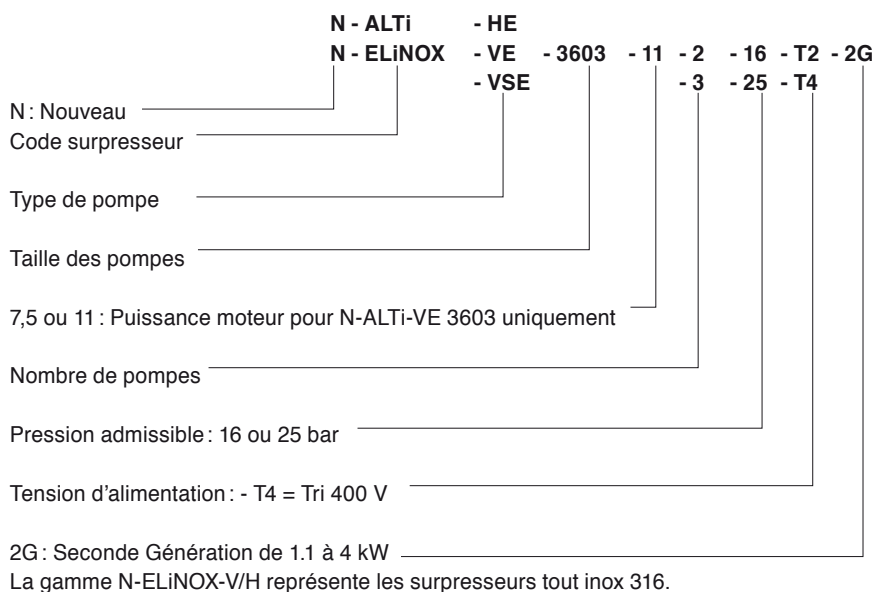 N - ALTi - HE
N - ELiNOX - VE - 3603 - 11 - 2 - 16 - T2 - 2G
- VSE - 3 - 25 - T4
N : Nouveau
Code surpresseur
Type de pompe
Taille des pompes
7,5 ou 11 : Puissance moteur pour N-ALTi-VE 3603 uniquement
Nombre de pompes
Pression admissible : 16 ou 25 bar
Tension d’alimentation : - T4 = Tri 400 V
2G : Seconde Génération de 1.1 à 4 kW
La gamme N-ELiNOX-V/H représente les surpresseurs tout inox 316.